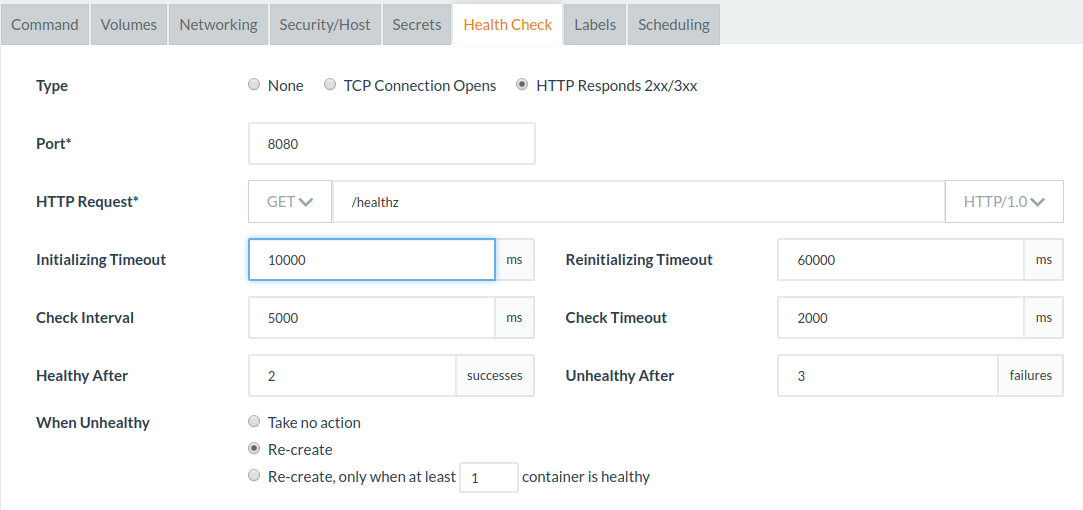 Command Volumes Networking Security/Host Secrets Health Check Labels Scheduling
Type None TCP Connection Opens HTTP Responds 2xx/3xx
Port* 8080
HTTP Request* GET /healthz HTTP/1.0
Initializing Timeout 10000 ms Reinitializing Timeout 60000 ms
Check Interval 5000 ms Check Timeout 2000 ms
Healthy After 2 successes Unhealthy After 3 failures
When Unhealthy Take no action
Re-create
Re-create, only when at least 1 container is healthy